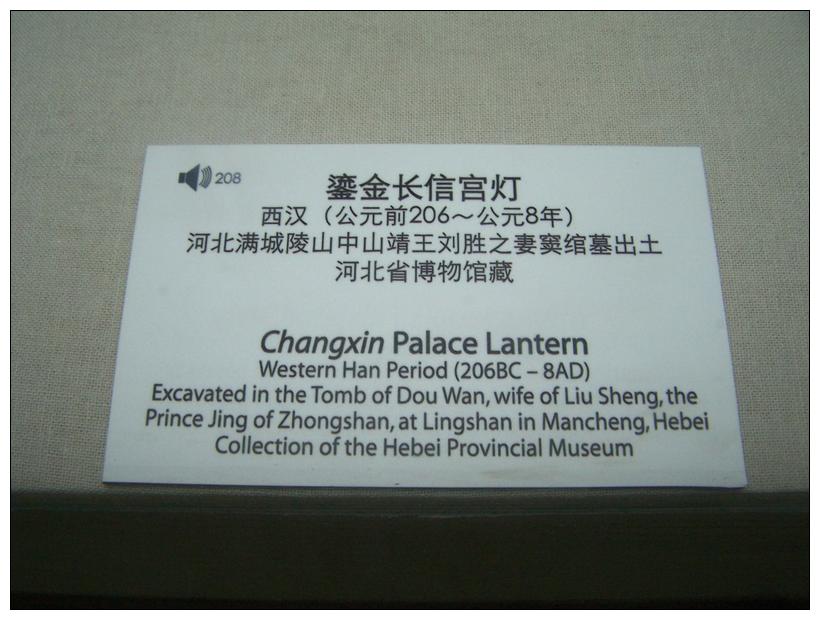 208
鎏金长信宫灯
西汉（公元前206～公元8年）
河北满城陵山中山靖王刘胜之妻窦绾墓出土
河北省博物馆藏
Changxin Palace Lantern
Western Han Period (206BC – 8AD)
Excavated in the Tomb of Dou Wan, wife of Liu Sheng, the
Prince Jing of Zhongshan, at Lingshan in Mancheng, Hebei
Collection of the Hebei Provincial Museum